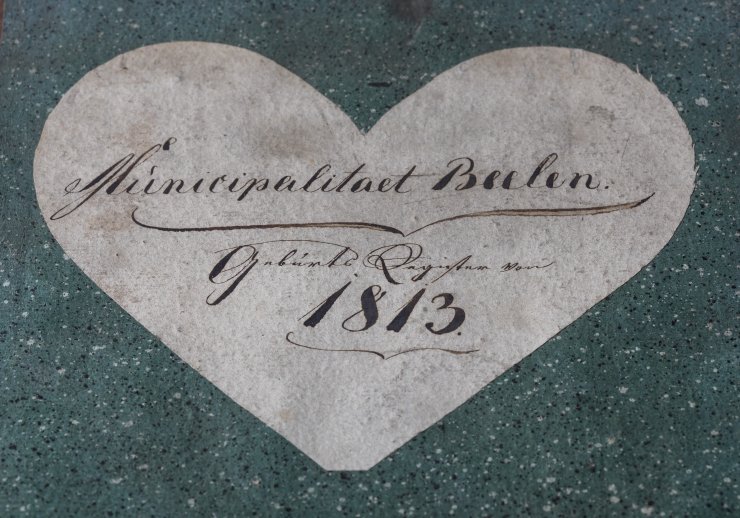 Municipalitaet Beelen.
Geburts Register von
1813.